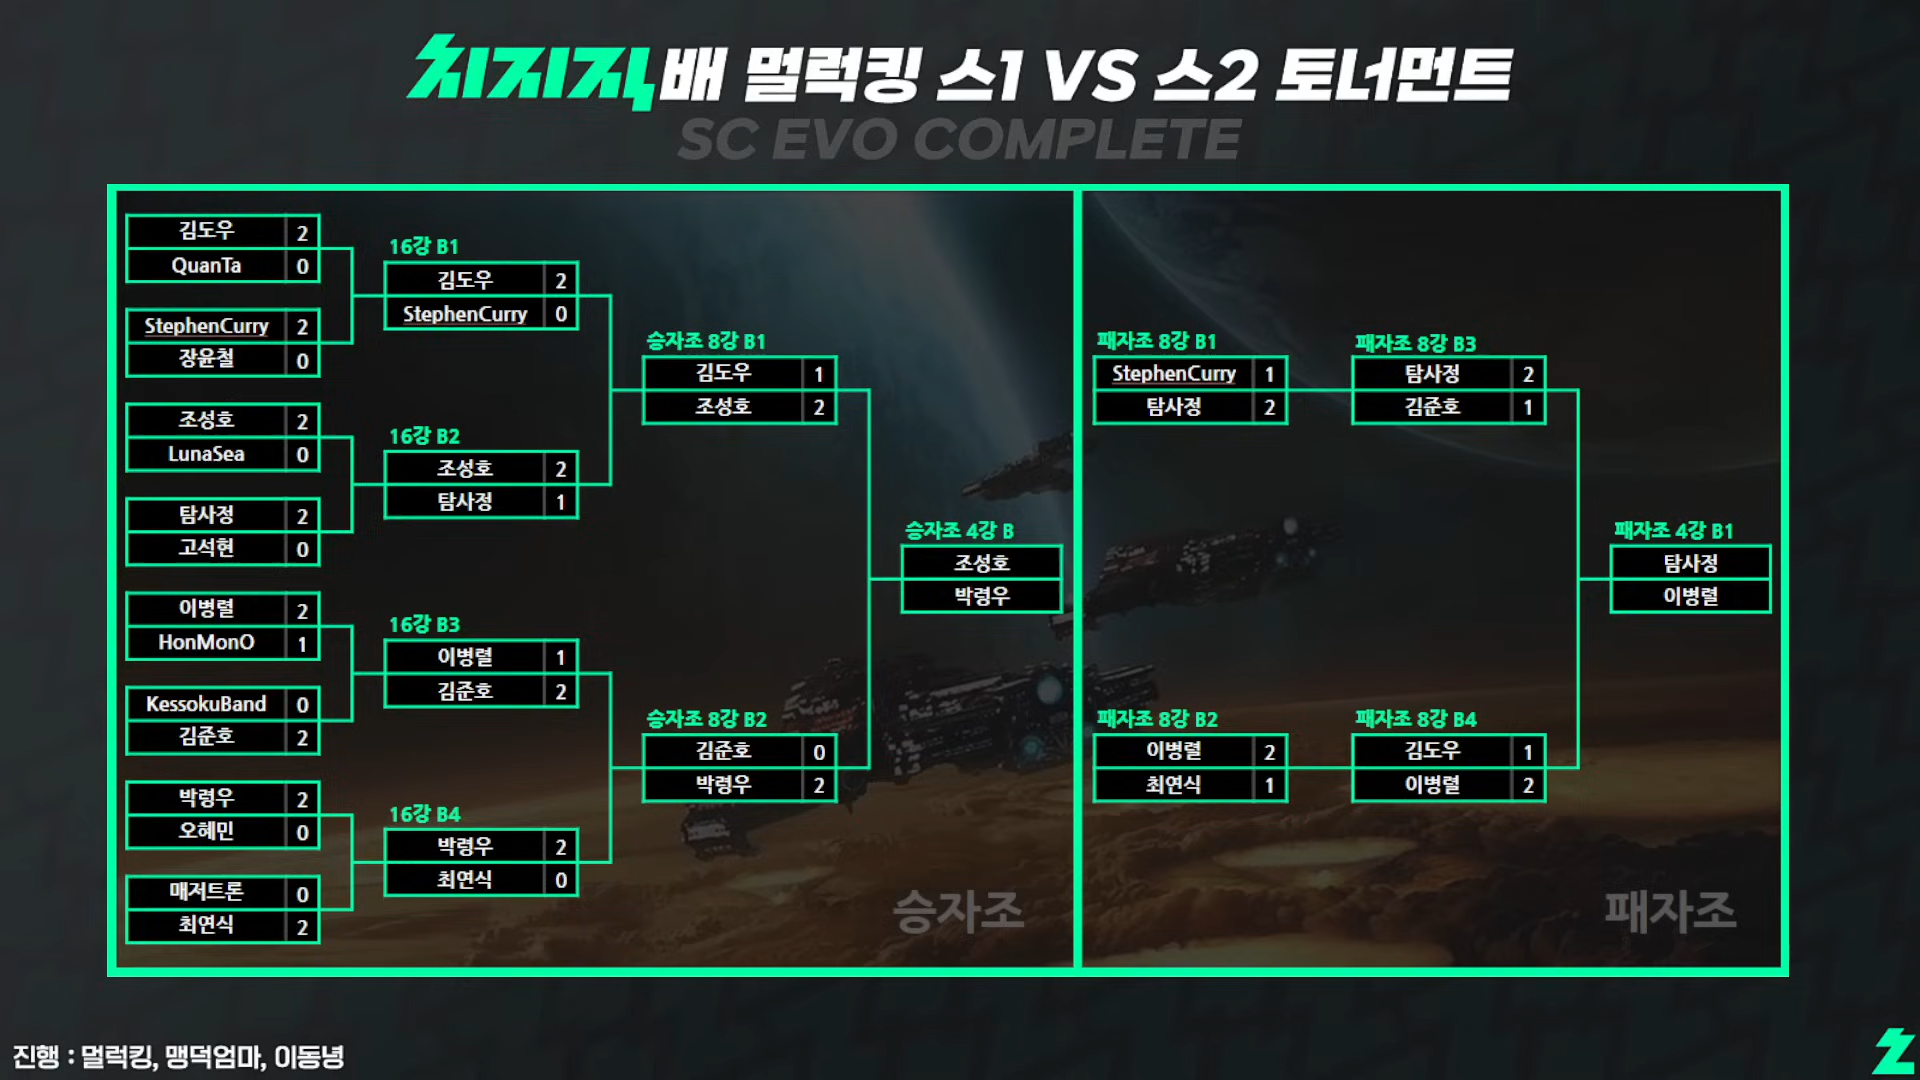 치지직배 멀럭킹 스1 VS 스2 토너먼트
SC EVO COMPLETE
김도우 2
QuanTa 0
StephenCurry 2
장윤철 0
조성호 2
LunaSea 0
탐사정 2
고석현 0
이병렬 2
HonMonO 1
KessokuBand 0
김준호 2
박령우 2
오혜민 0
매저트론 0
최연식 2
16강 B1
김도우 2
StephenCurry 0
16강 B2
조성호 2
탐사정 1
16강 B3
이병렬 1
김준호 2
16강 B4
박령우 2
최연식 0
승자조 8강 B1
김도우 1
조성호 2
승자조 8강 B2
김준호 0
박령우 2
승자조 4강 B
조성호
박령우
승자조
패자조 8강 B1
StephenCurry 1
탐사정 2
패자조 8강 B2
이병렬 2
최연식 1
패자조 8강 B3
탐사정 2
김준호 1
패자조 8강 B4
김도우 1
이병렬 2
패자조 4강 B1
탐사정
이병렬
패자조
진행 : 멀럭킹, 맹덕엄마, 이동녕